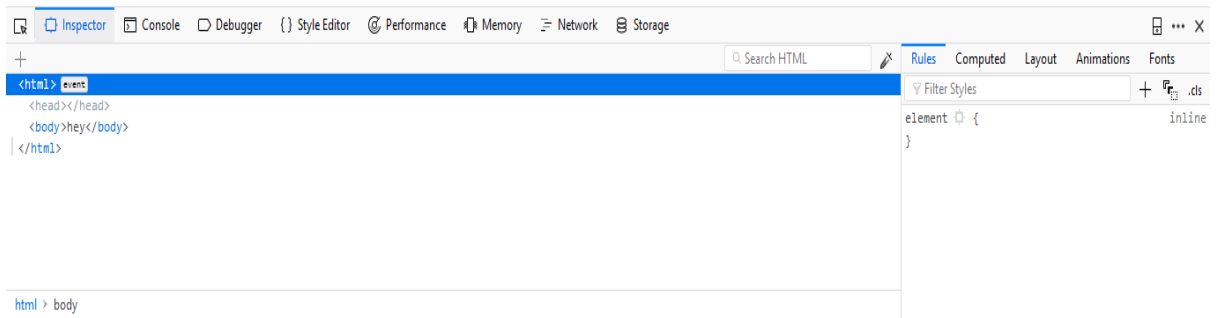 Inspector Console Debugger {} Style Editor Performance Memory Network Storage
+ Search HTML Rules Computed Layout Animations Fonts
<html> event
Filter Styles + .cls
<head></head>
<body>hey</body>
</html>
element { inline
}
html > body